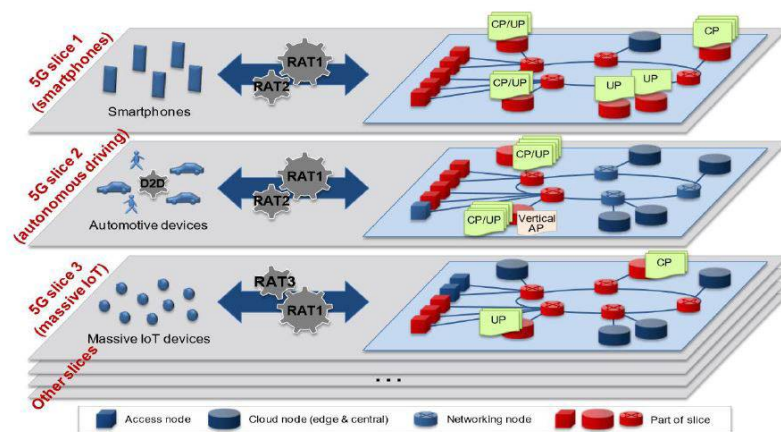 5G slice 1
(smartphones)
Smartphones
RAT1
RAT2
CP/UP
CP/UP
UP
UP
CP
5G slice 2
(autonomous driving)
D2D
Automotive devices
RAT1
RAT2
CP/UP
CP/UP
Vertical
AP
5G slice 3
(massive IoT)
Massive IoT devices
RAT3
RAT1
UP
CP
Other slices
...
Access node
Cloud node (edge & central)
Networking node
Part of slice